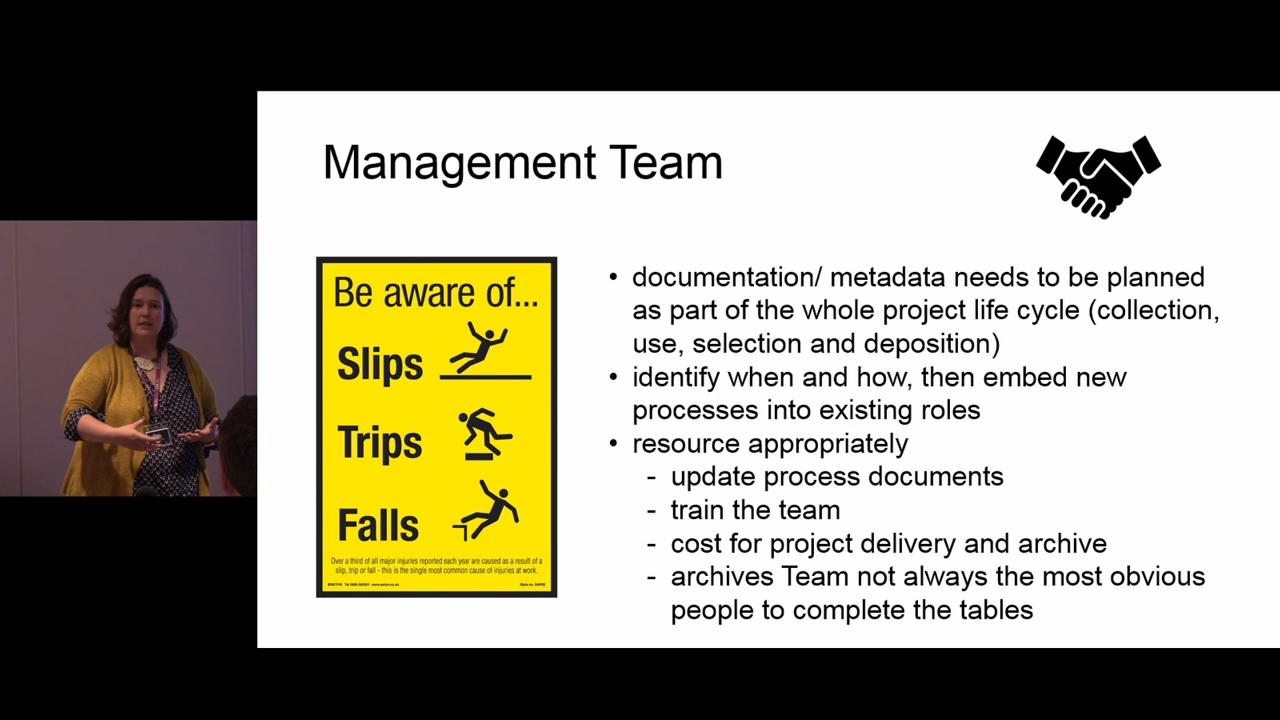 Management Team
Be aware of...
Slips
Trips
Falls
Over a third of all major injuries reported each year are caused as a result of a
slip, trip or fall - this is the single most common cause of injuries at work.
• documentation/ metadata needs to be planned
as part of the whole project life cycle (collection,
use, selection and deposition)
• identify when and how, then embed new
processes into existing roles
• resource appropriately
- update process documents
- train the team
- cost for project delivery and archive
- archives Team not always the most obvious
people to complete the tables